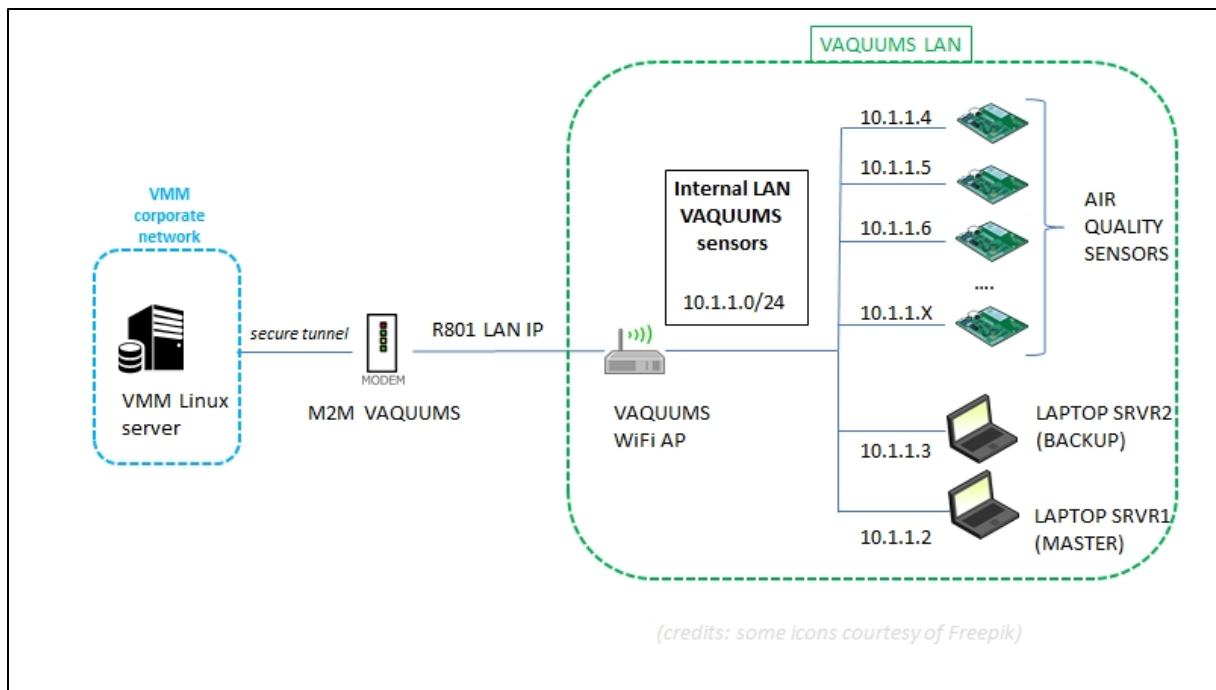 VAQUUMS LAN
VMM
corporate
network
VMM Linux
server
secure tunnel
MODEM
M2M VAQUUMS
R801 LAN IP
VAQUUMS
WiFi AP
Internal LAN
VAQUUMS
sensors
10.1.1.0/24
10.1.1.4
10.1.1.5
10.1.1.6
....
10.1.1.X
AIR
QUALITY
SENSORS
10.1.1.3
LAPTOP SRVR2
(BACKUP)
10.1.1.2
LAPTOP SRVR1
(MASTER)
(credits: some icons courtesy of Freepik)